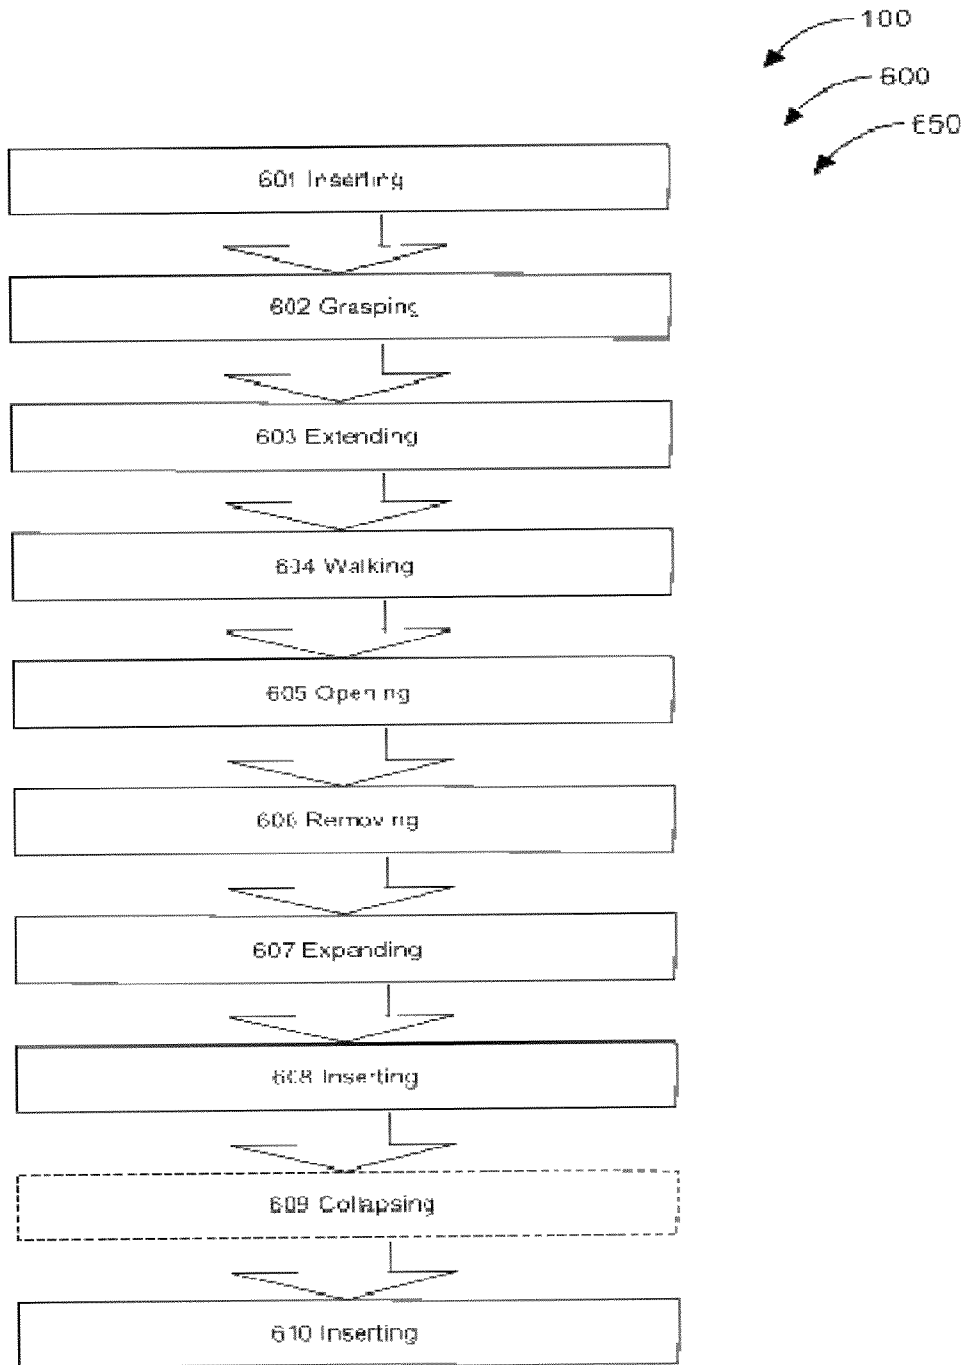 100
600
650
601 Inserting
602 Grasping
603 Extending
604 Walking
605 Opening
606 Removing
607 Expanding
608 Inserting
609 Collapsing
610 Inserting